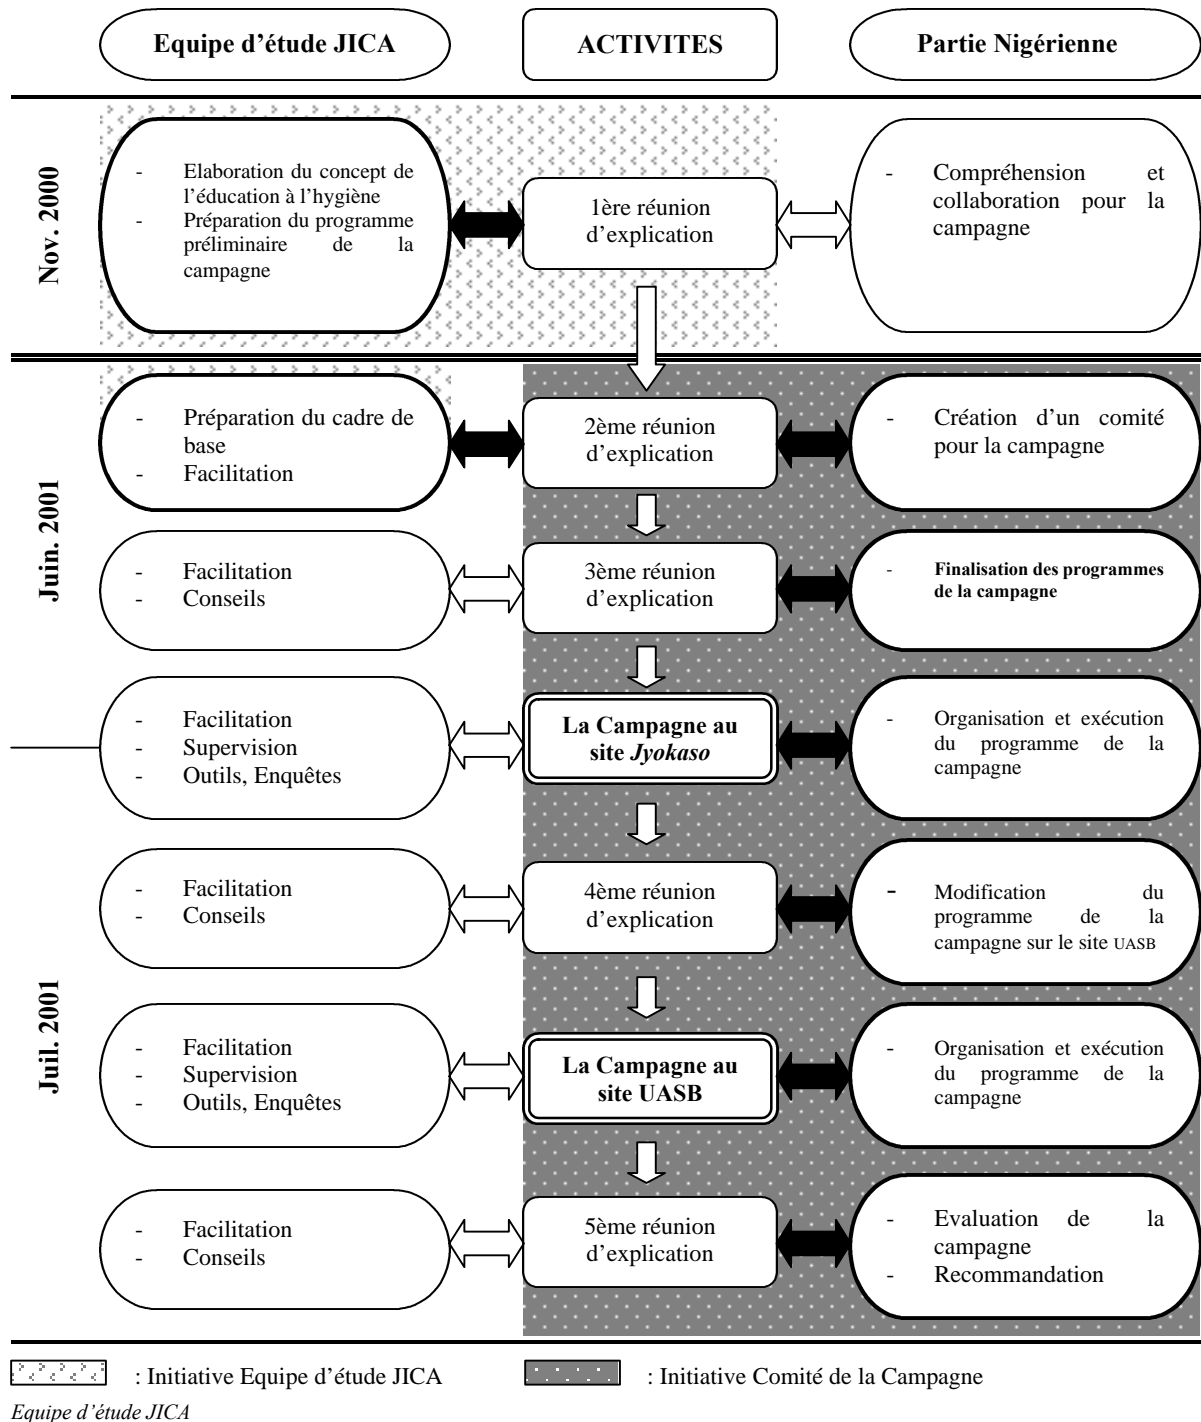 Equipe d'étude JICA
ACTIVITES
Partie Nigérienne
Nov. 2000
- Elaboration du concept de
l'éducation à l'hygiène
- Préparation du programme
préliminaire de la
campagne
1ère réunion
d'explication
- Compréhension et
collaboration pour la
campagne
Juin. 2001
- Préparation du cadre de
base
- Facilitation
2ème réunion
d'explication
- Création d'un comité
pour la campagne
- Facilitation
- Conseils
3ème réunion
d'explication
- Finalisation des programmes
de la campagne
- Facilitation
- Supervision
- Outils, Enquêtes
La Campagne au
site Jyokaso
- Organisation et exécution
du programme de la
campagne
Juil. 2001
- Facilitation
- Conseils
4ème réunion
d'explication
- Modification du
programme de la
campagne sur le site UASB
- Facilitation
- Supervision
- Outils, Enquêtes
La Campagne au
site UASB
- Organisation et exécution
du programme de la
campagne
- Facilitation
- Conseils
5ème réunion
d'explication
- Evaluation de la
campagne
- Recommandation
: Initiative Equipe d'étude JICA
: Initiative Comité de la Campagne
Equipe d'étude JICA